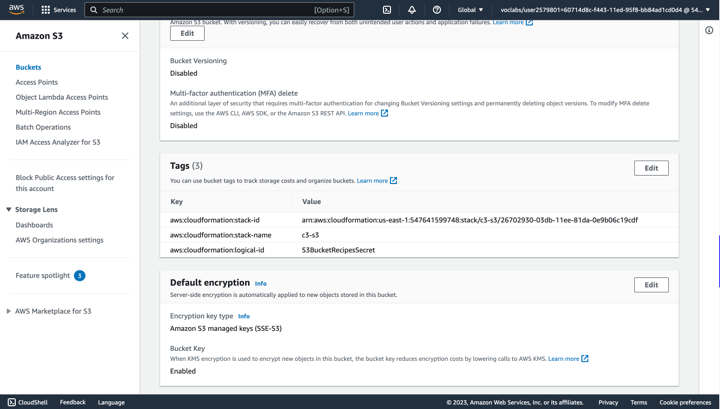 aws
Services
Search
[Option+S]
Global
voclabs/user2579801=60714d8c-f443-11ed-95f8-bb84ad1cd0d4 @ 54...
Amazon S3
Buckets
Access Points
Object Lambda Access Points
Multi-Region Access Points
Batch Operations
IAM Access Analyzer for S3
Block Public Access settings for
this account
Storage Lens
Dashboards
AWS Organizations settings
Feature spotlight 3
AWS Marketplace for S3
Amazon S3 bucket. With versioning, you can easily recover from both unintended user actions and application failures. Learn more
Edit
Bucket Versioning
Disabled
Multi-factor authentication (MFA) delete
An additional layer of security that requires multi-factor authentication for changing Bucket Versioning settings and permanently deleting object versions. To modify MFA delete
settings, use the AWS CLI, AWS SDK, or the Amazon S3 REST API. Learn more
Disabled
Tags (3)
Edit
You can use bucket tags to track storage costs and organize buckets. Learn more
Key
Value
aws:cloudformation:stack-id
arn:aws:cloudformation:us-east-1:547641599748:stack/c3-s3/26702930-03db-11ee-81da-0e9b06c19cdf
aws:cloudformation:stack-name
c3-s3
aws:cloudformation:logical-id
S3BucketRecipesSecret
Default encryption Info
Edit
Server-side encryption is automatically applied to new objects stored in this bucket.
Encryption key type Info
Amazon S3 managed keys (SSE-S3)
Bucket Key
When KMS encryption is used to encrypt new objects in this bucket, the bucket key reduces encryption costs by lowering calls to AWS KMS. Learn more
Enabled
CloudShell
Feedback
Language
© 2023, Amazon Web Services, Inc. or its affiliates.
Privacy
Terms
Cookie preferences